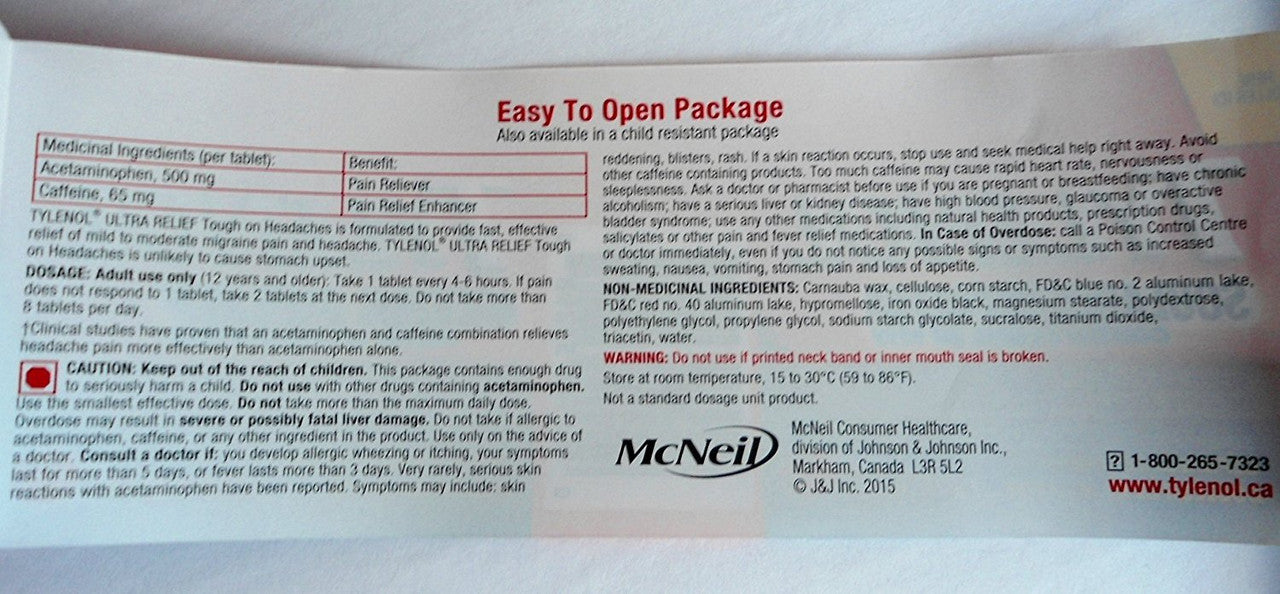 Easy To Open Package
Also available in a child resistant package
Medicinal Ingredients (per tablet): Benefit:
Acetaminophen, 500 mg Pain Reliever
Caffeine, 65 mg Pain Relief Enhancer
TYLENOL® ULTRA RELIEF Tough on Headaches is formulated to provide fast, effective
relief of mild to moderate migraine pain and headache. TYLENOL® ULTRA RELIEF Tough
on Headaches is unlikely to cause stomach upset.
DOSAGE: Adult use only (12 years and older): Take 1 tablet every 4-6 hours. If pain
does not respond to 1 tablet, take 2 tablets at the next dose. Do not take more than
8 tablets per day.
†Clinical studies have proven that an acetaminophen and caffeine combination relieves
headache pain more effectively than acetaminophen alone.
CAUTION: Keep out of the reach of children. This package contains enough drug
to seriously harm a child. Do not use with other drugs containing acetaminophen.
Use the smallest effective dose. Do not take more than the maximum daily dose.
Overdose may result in severe or possibly fatal liver damage. Do not take if allergic to
acetaminophen, caffeine, or any other ingredient in the product. Use only on the advice of
a doctor. Consult a doctor if: you develop allergic wheezing or itching, your symptoms
last for more than 5 days, or fever lasts more than 3 days. Very rarely, serious skin
reactions with acetaminophen have been reported. Symptoms may include: skin
reddening, blisters, rash. If a skin reaction occurs, stop use and seek medical help right away. Avoid
other caffeine containing products. Too much caffeine may cause rapid heart rate, nervousness or
sleeplessness. Ask a doctor or pharmacist before use if you are pregnant or breastfeeding; have chronic
alcoholism; have a serious liver or kidney disease; have high blood pressure, glaucoma or overactive
bladder syndrome; use any other medications including natural health products, prescription drugs,
salicylates or other pain and fever relief medications. In Case of Overdose: call a Poison Control Centre
or doctor immediately, even if you do not notice any possible signs or symptoms such as increased
sweating, nausea, vomiting, stomach pain and loss of appetite.
NON-MEDICINAL INGREDIENTS: Carnauba wax, cellulose, corn starch, FD&C blue no. 2 aluminum lake,
FD&C red no. 40 aluminum lake, hypromellose, iron oxide black, magnesium stearate, polydextrose,
polyethylene glycol, propylene glycol, sodium starch glycolate, sucralose, titanium dioxide,
triacetin, water.
WARNING: Do not use if printed neck band or inner mouth seal is broken.
Store at room temperature, 15 to 30°C (59 to 86°F).
Not a standard dosage unit product.
McNeil
McNeil Consumer Healthcare,
division of Johnson & Johnson Inc.,
Markham, Canada L3R 5L2
© J&J Inc. 2015
? 1-800-265-7323
www.tylenol.ca